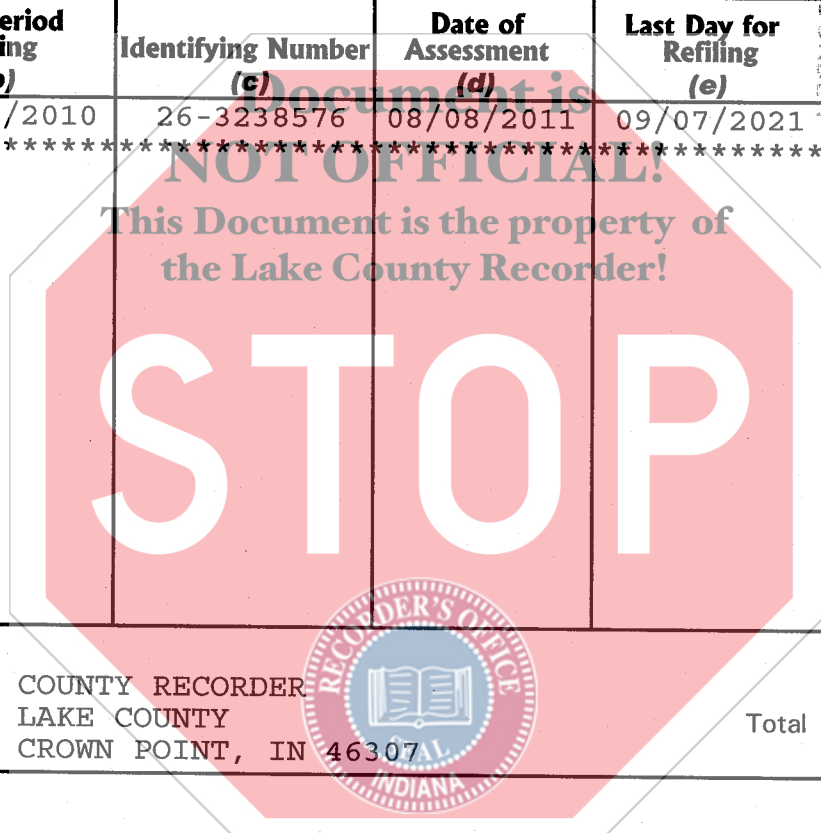 eriod
ing
Identifying Number
(c)
Date of
Assessment
(d)
Last Day for
Refiling
(e)
/2010 26-3238576 08/08/2011 09/07/2021
**********************************************
Document is
NOT OFFICIAL!
This Document is the property of
the Lake County Recorder!
STOP
COUNTY RECORDER
LAKE COUNTY
CROWN POINT, IN 46307
Total
RECORDER'S OFFICE
SEAL
INDIANA